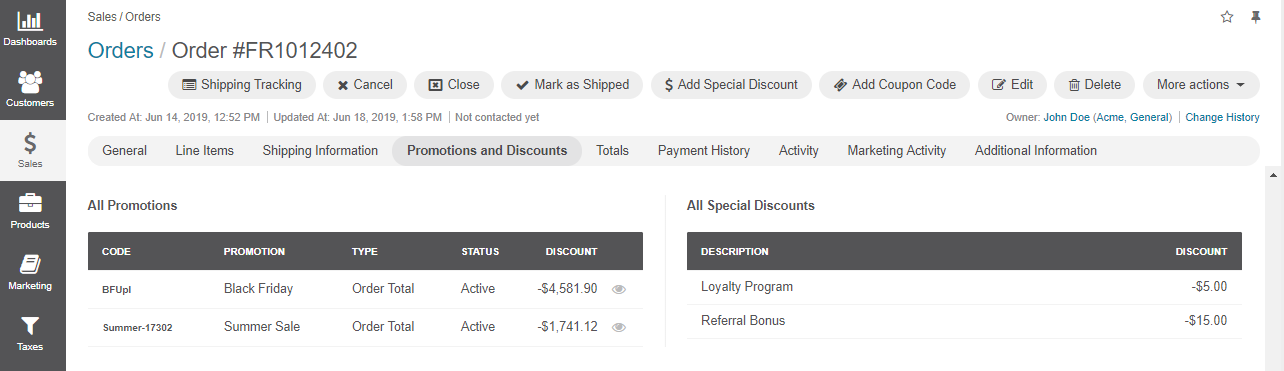 Dashboards
Customers
Sales
Products
Marketing
Taxes
Sales / Orders
Orders / Order #FR1012402
Shipping Tracking Cancel Close Mark as Shipped $ Add Special Discount Add Coupon Code Edit Delete More actions
Created At: Jun 14, 2019, 12:52 PM | Updated At: Jun 18, 2019, 1:58 PM | Not contacted yet Owner: John Doe (Acme, General) | Change History
General Line Items Shipping Information Promotions and Discounts Totals Payment History Activity Marketing Activity Additional Information
All Promotions
CODE PROMOTION TYPE STATUS DISCOUNT
BFUpl Black Friday Order Total Active -$4,581.90
Summer-17302 Summer Sale Order Total Active -$1,741.12
All Special Discounts
DESCRIPTION DISCOUNT
Loyalty Program -$5.00
Referral Bonus -$15.00